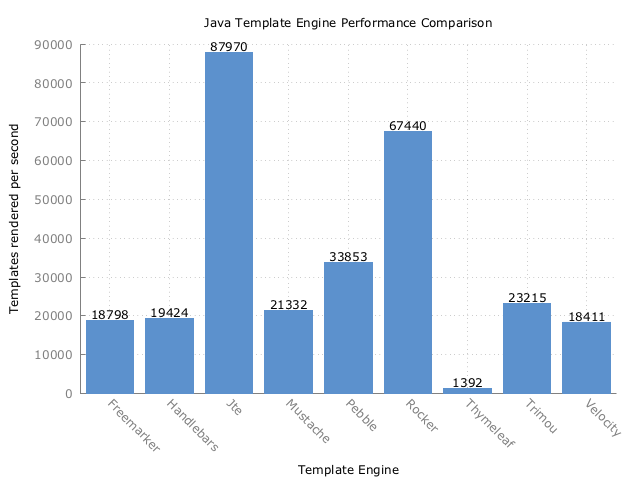 Java Template Engine Performance Comparison
Templates rendered per second
90000
80000
70000
60000
50000
40000
30000
20000
10000
0
18798
19424
87970
21332
33853
67440
1392
23215
18411
Freemarker
Handlebars
Jte
Mustache
Pebble
Rocker
Thymeleaf
Trimou
Velocity
Template Engine